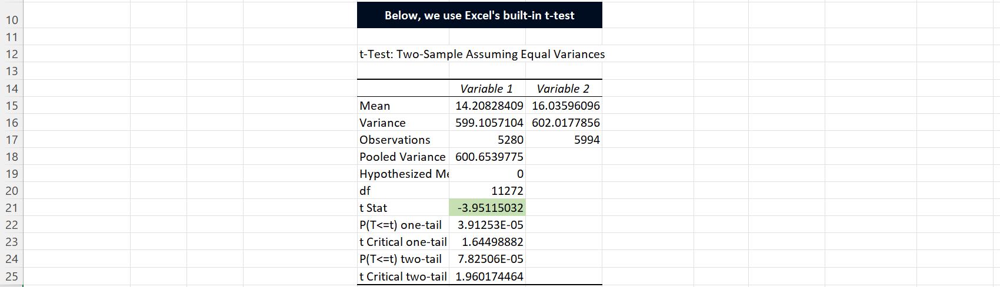 10 Below, we use Excel's built-in t-test
11
12 t-Test: Two-Sample Assuming Equal Variances
13
14 Variable 1 Variable 2
15 Mean 14.20828409 16.03596096
16 Variance 599.1057104 602.0177856
17 Observations 5280 5994
18 Pooled Variance 600.6539775
19 Hypothesized Me 0
20 df 11272
21 t Stat -3.95115032
22 P(T<=t) one-tail 3.91253E-05
23 t Critical one-tail 1.64498882
24 P(T<=t) two-tail 7.82506E-05
25 t Critical two-tail 1.960174464